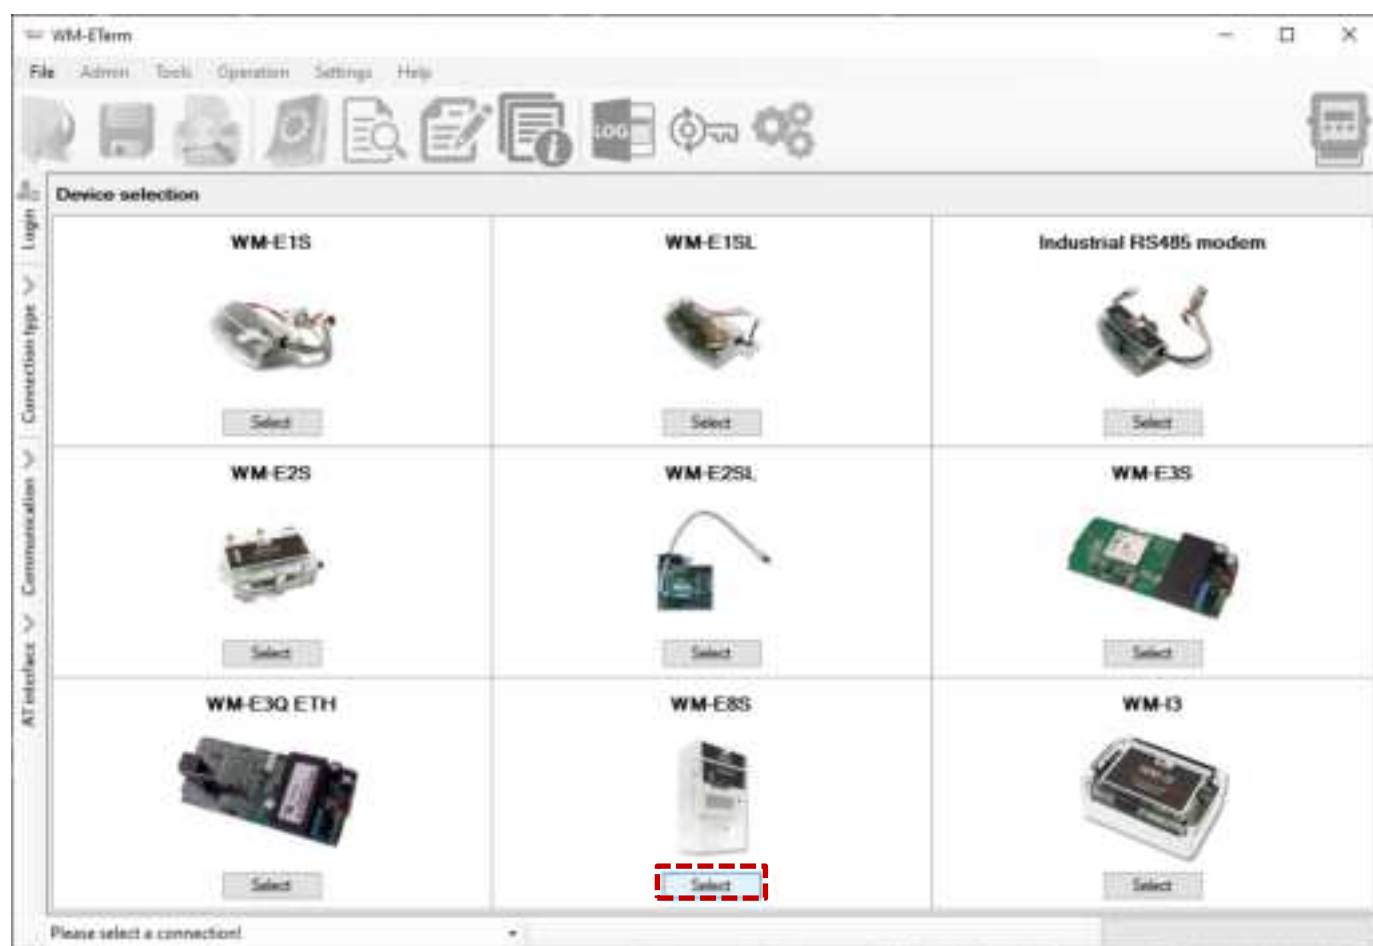 WM-ETerm
File Admin Tools Operation Settings Help
LOG
Device selection
Login
Connection type
Communication
AT interface
WM-E1S
WM-E1SL
Industrial RS485 modem
Select
Select
Select
WM-E2S
WM-E2SL
WM-E3S
Select
Select
Select
WM-E3Q ETH
WM-E8S
WM-I3
Select
Select
Select
Please select a connection!